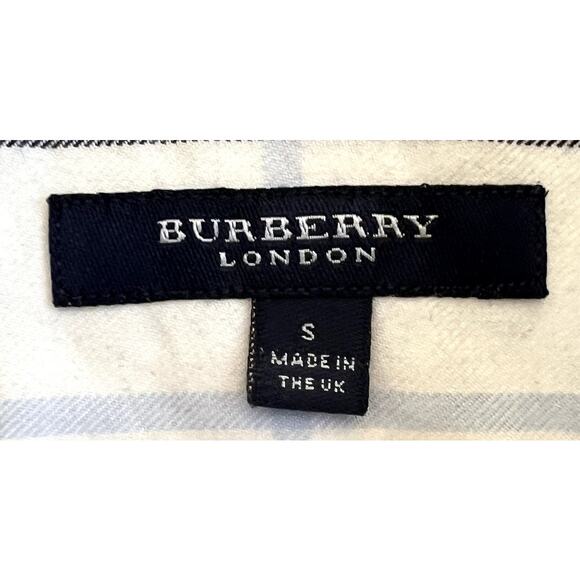 BURBERRY
LONDON
S
MADE IN
THE UK